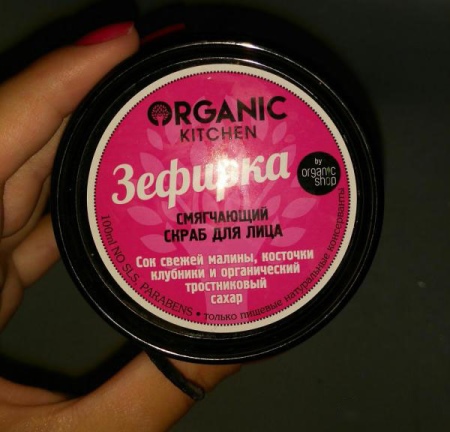 ORGANIC
KITCHEN
Зефирка
by
organic
shop
СМЯГЧАЮЩИЙ
СКРАБ ДЛЯ ЛИЦА
Сок свежей малины, косточки
клубники и органический
тростниковый
сахар
100ml NO SLS, PARABENS • только пищевые натуральные консерванты